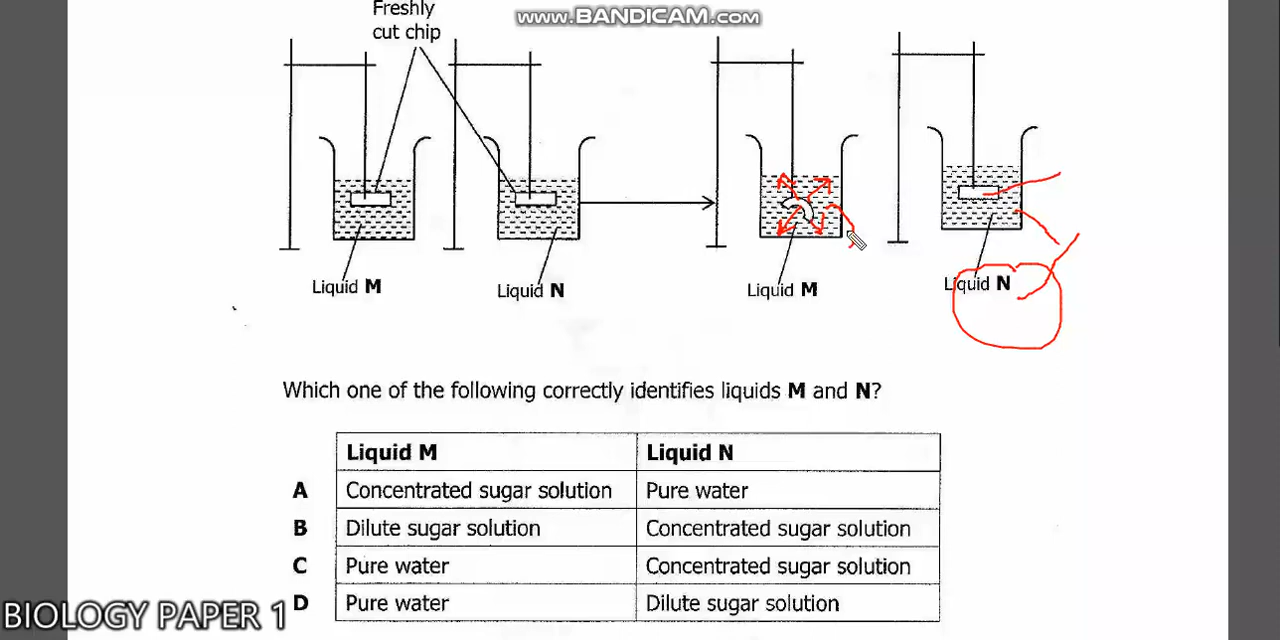 Freshly
cut chip
www.BANDICAM.com
Liquid M
Liquid N
Liquid M
Liquid N
Which one of the following correctly identifies liquids M and N?
Liquid M Liquid N
A Concentrated sugar solution Pure water
B Dilute sugar solution Concentrated sugar solution
C Pure water Concentrated sugar solution
D Pure water Dilute sugar solution
BIOLOGY PAPER 1